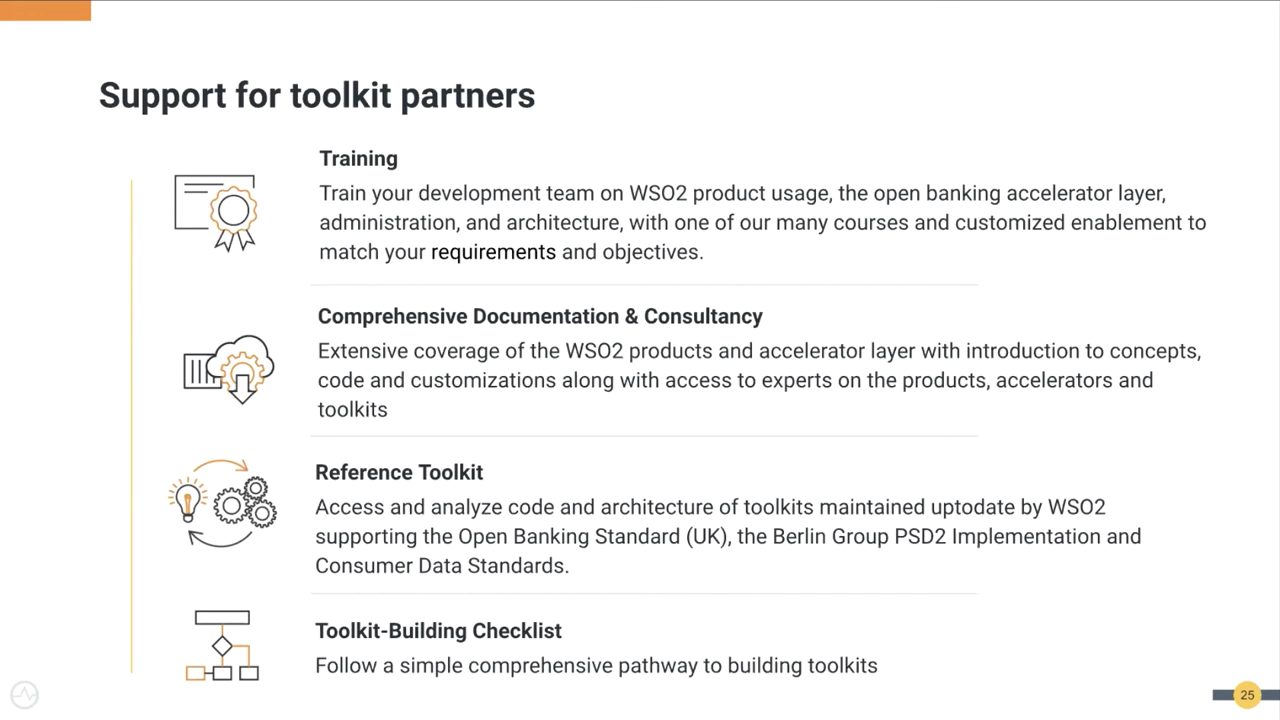 Support for toolkit partners
Training
Train your development team on WSO2 product usage, the open banking accelerator layer,
administration, and architecture, with one of our many courses and customized enablement to
match your requirements and objectives.
Comprehensive Documentation & Consultancy
Extensive coverage of the WSO2 products and accelerator layer with introduction to concepts,
code and customizations along with access to experts on the products, accelerators and
toolkits
Reference Toolkit
Access and analyze code and architecture of toolkits maintained uptodate by WSO2
supporting the Open Banking Standard (UK), the Berlin Group PSD2 Implementation and
Consumer Data Standards.
Toolkit-Building Checklist
Follow a simple comprehensive pathway to building toolkits
25